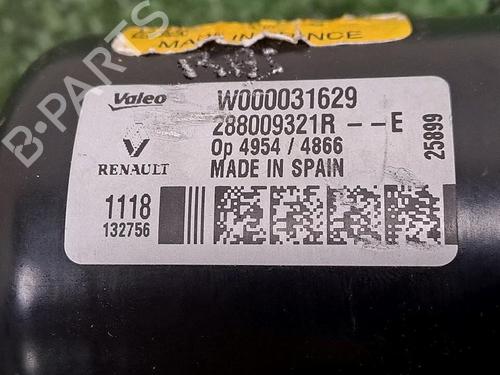 MADE IN FRANCE
Valeo
W000031629
288009321R -- E
Op 4954 / 4866
MADE IN SPAIN
RENAULT
1118
132756
25899
B-PARTS